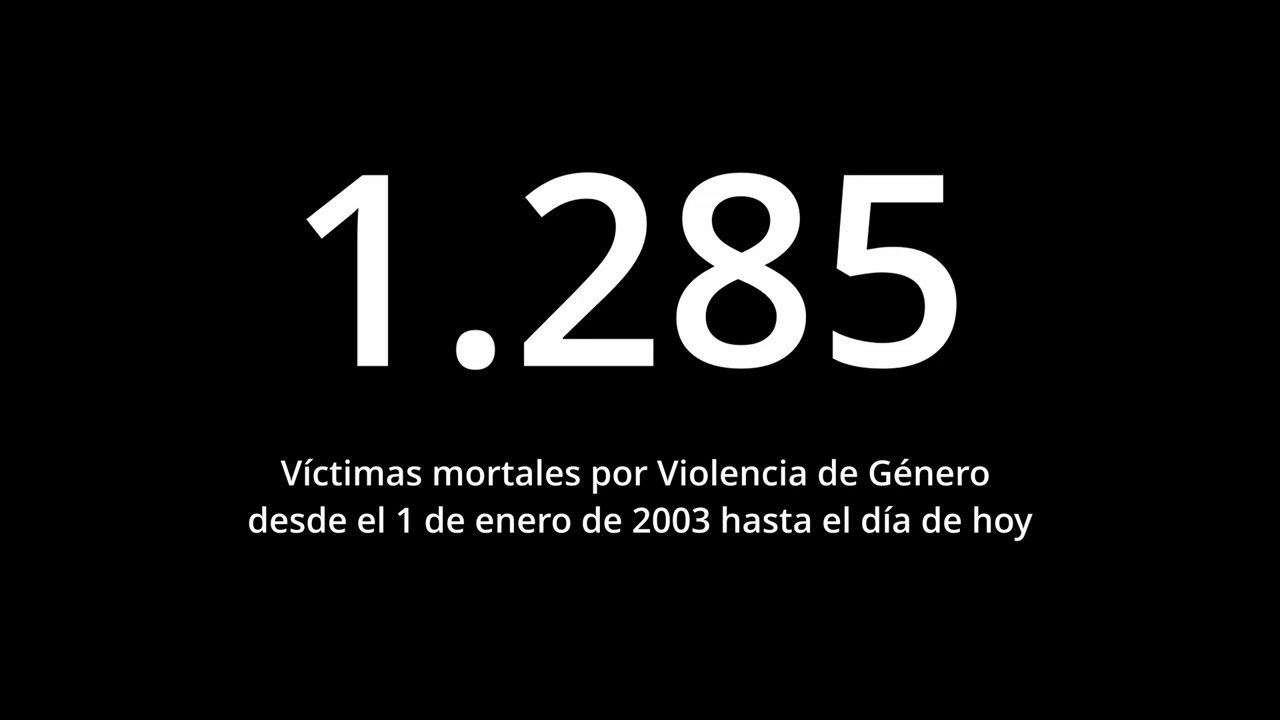 1.285
Víctimas mortales por Violencia de Género
desde el 1 de enero de 2003 hasta el día de hoy